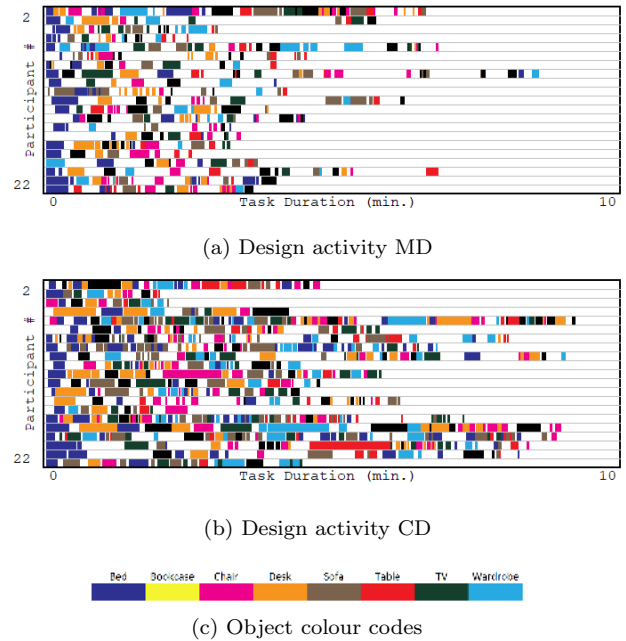 2
Participant #
22
0 Task Duration (min.) 10
(a) Design activity MD
2
Participant #
22
0 Task Duration (min.) 10
(b) Design activity CD
Bed Bookcase Chair Desk Sofa Table TV Wardrobe
(c) Object colour codes